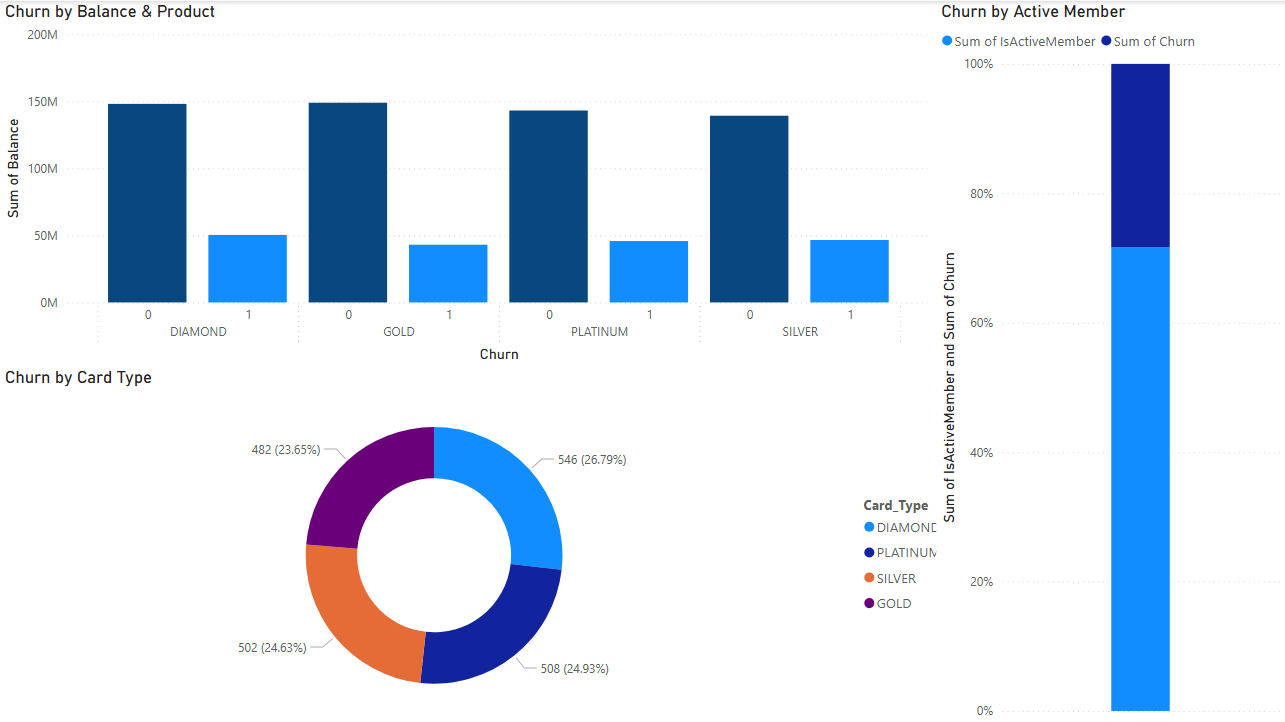 Churn by Balance & Product
200M
150M
100M
50M
0M
Sum of Balance
0 1 0 1 0 1 0 1
DIAMOND GOLD PLATINUM SILVER
Churn
Churn by Card Type
482 (23.65%)
546 (26.79%)
502 (24.63%)
508 (24.93%)
Card_Type
DIAMOND
PLATINUM
SILVER
GOLD
Churn by Active Member
Sum of IsActiveMember Sum of Churn
100%
80%
60%
40%
20%
0%
Sum of IsActiveMember and Sum of Churn